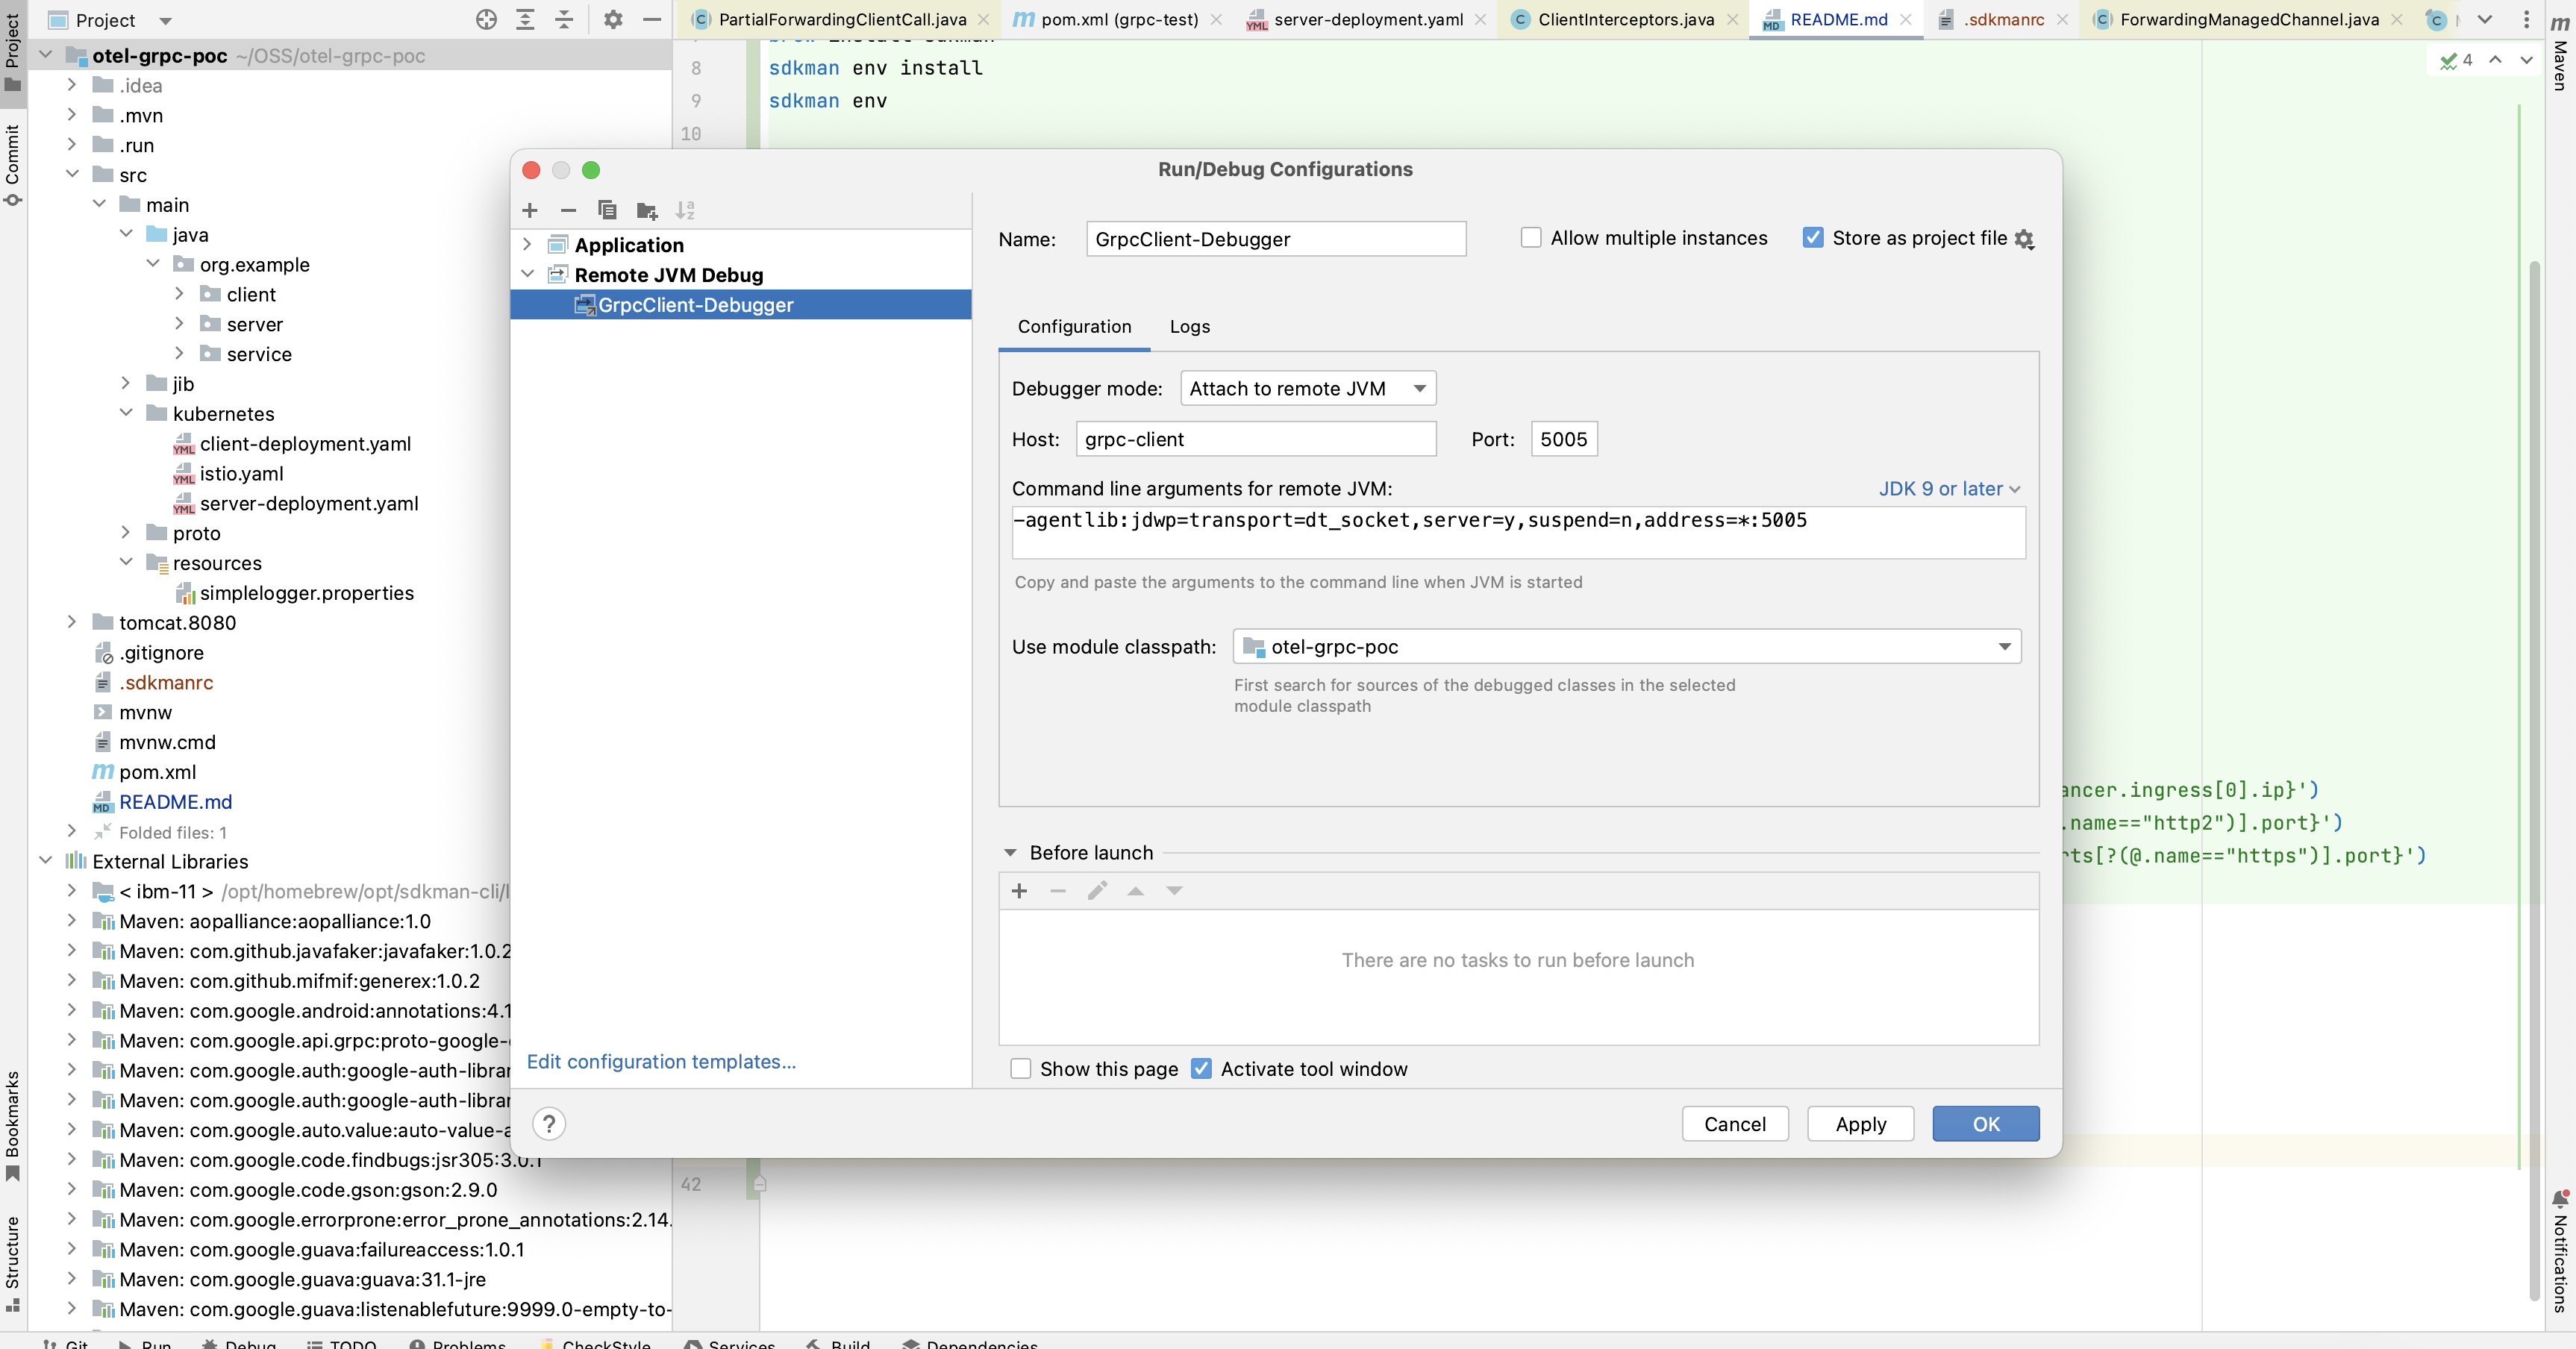 Project
PartialForwardingClientCall.java
pom.xml (grpc-test)
server-deployment.yaml
ClientInterceptors.java
README.md
.sdkmanrc
ForwardingManagedChannel.java
Project
Commit
Bookmarks
Structure
Maven
Notifications
otel-grpc-poc ~/OSS/otel-grpc-poc
.idea
.mvn
.run
src
main
java
org.example
client
server
service
jib
kubernetes
client-deployment.yaml
istio.yaml
server-deployment.yaml
proto
resources
simplelogger.properties
tomcat.8080
.gitignore
.sdkmanrc
mvnw
mvnw.cmd
pom.xml
README.md
Folded files: 1
External Libraries
< ibm-11 > /opt/homebrew/opt/sdkman-cli/l
Maven: aopalliance:aopalliance:1.0
Maven: com.github.javafaker:javafaker:1.0.2
Maven: com.github.mifmif:generex:1.0.2
Maven: com.google.android:annotations:4.1
Maven: com.google.api.grpc:proto-google-
Maven: com.google.auth:google-auth-librar
Maven: com.google.auth:google-auth-librar
Maven: com.google.auto.value:auto-value-a
Maven: com.google.code.findbugs:jsr305:3.0.1
Maven: com.google.code.gson:gson:2.9.0
Maven: com.google.errorprone:error_prone_annotations:2.14.
Maven: com.google.guava:failureaccess:1.0.1
Maven: com.google.guava:guava:31.1-jre
Maven: com.google.guava:listenablefuture:9999.0-empty-to-
8 sdkman env install
9 sdkman env
10
4
Run/Debug Configurations
Application
Remote JVM Debug
GrpcClient-Debugger
Edit configuration templates...
Name: GrpcClient-Debugger
Allow multiple instances
Store as project file
Configuration
Logs
Debugger mode: Attach to remote JVM
Host: grpc-client Port: 5005
Command line arguments for remote JVM: JDK 9 or later
-agentlib:jdwp=transport=dt_socket,server=y,suspend=n,address=*:5005
Copy and paste the arguments to the command line when JVM is started
Use module classpath: otel-grpc-poc
First search for sources of the debugged classes in the selected
module classpath
Before launch
There are no tasks to run before launch
Show this page
Activate tool window
? Cancel Apply OK
ancer.ingress[0].ip}')
.name=="http2")].port}')
rts[?(@.name=="https")].port}')
42
Git Run Debug TODO Problems CheckStyle Services Build Dependencies